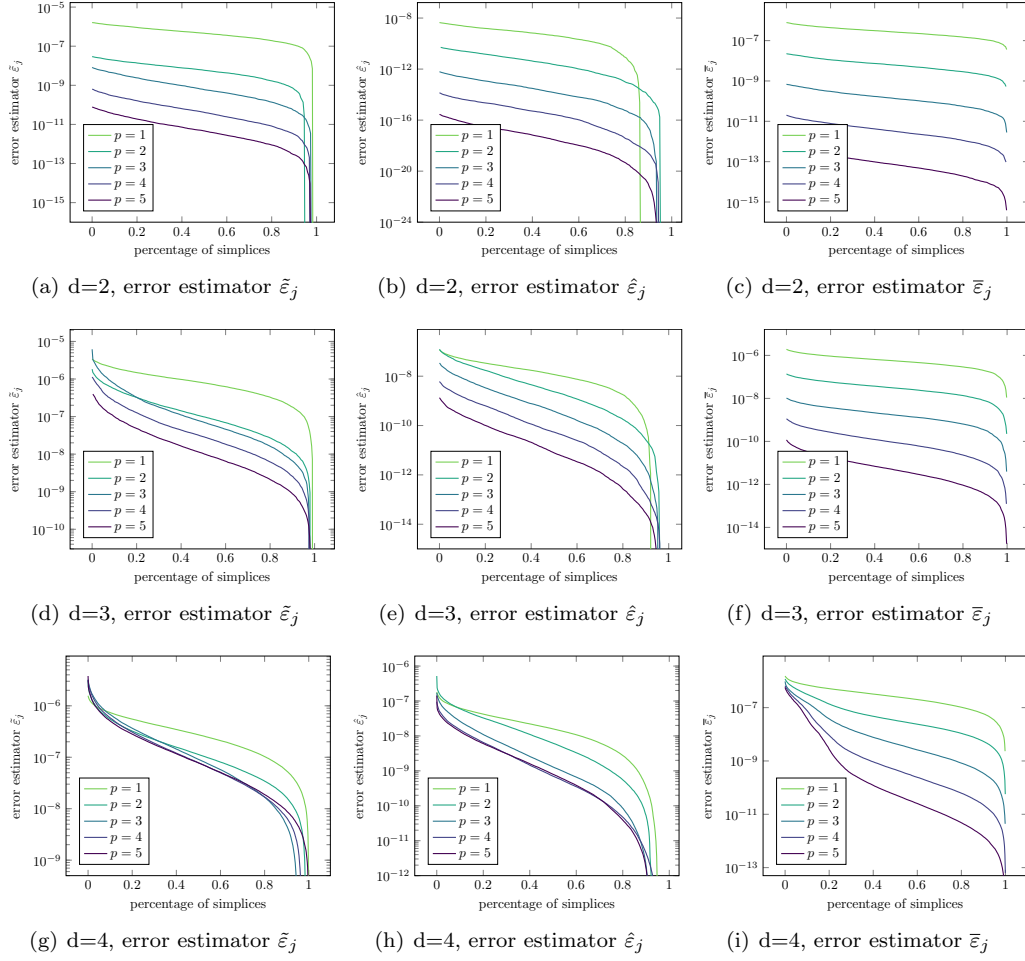 error estimator ε̃_j
10^{-5}
10^{-7}
10^{-9}
10^{-11}
10^{-13}
10^{-15}
p = 1
p = 2
p = 3
p = 4
p = 5
0 0.2 0.4 0.6 0.8 1
percentage of simplices
(a) d=2, error estimator ε̃_j
error estimator ε̂_j
10^{-8}
10^{-12}
10^{-16}
10^{-20}
10^{-24}
p = 1
p = 2
p = 3
p = 4
p = 5
0 0.2 0.4 0.6 0.8 1
percentage of simplices
(b) d=2, error estimator ε̂_j
error estimator ε̅_j
10^{-7}
10^{-9}
10^{-11}
10^{-13}
10^{-15}
p = 1
p = 2
p = 3
p = 4
p = 5
0 0.2 0.4 0.6 0.8 1
percentage of simplices
(c) d=2, error estimator ε̅_j
error estimator ε̃_j
10^{-5}
10^{-6}
10^{-7}
10^{-8}
10^{-9}
10^{-10}
p = 1
p = 2
p = 3
p = 4
p = 5
0 0.2 0.4 0.6 0.8 1
percentage of simplices
(d) d=3, error estimator ε̃_j
error estimator ε̂_j
10^{-8}
10^{-10}
10^{-12}
10^{-14}
p = 1
p = 2
p = 3
p = 4
p = 5
0 0.2 0.4 0.6 0.8 1
percentage of simplices
(e) d=3, error estimator ε̂_j
error estimator ε̅_j
10^{-6}
10^{-8}
10^{-10}
10^{-12}
10^{-14}
p = 1
p = 2
p = 3
p = 4
p = 5
0 0.2 0.4 0.6 0.8 1
percentage of simplices
(f) d=3, error estimator ε̅_j
error estimator ε̃_j
10^{-6}
10^{-7}
10^{-8}
10^{-9}
p = 1
p = 2
p = 3
p = 4
p = 5
0 0.2 0.4 0.6 0.8 1
percentage of simplices
(g) d=4, error estimator ε̃_j
error estimator ε̂_j
10^{-6}
10^{-7}
10^{-8}
10^{-9}
10^{-10}
10^{-11}
10^{-12}
p = 1
p = 2
p = 3
p = 4
p = 5
0 0.2 0.4 0.6 0.8 1
percentage of simplices
(h) d=4, error estimator ε̂_j
error estimator ε̅_j
10^{-7}
10^{-9}
10^{-11}
10^{-13}
p = 1
p = 2
p = 3
p = 4
p = 5
0 0.2 0.4 0.6 0.8 1
percentage of simplices
(i) d=4, error estimator ε̅_j